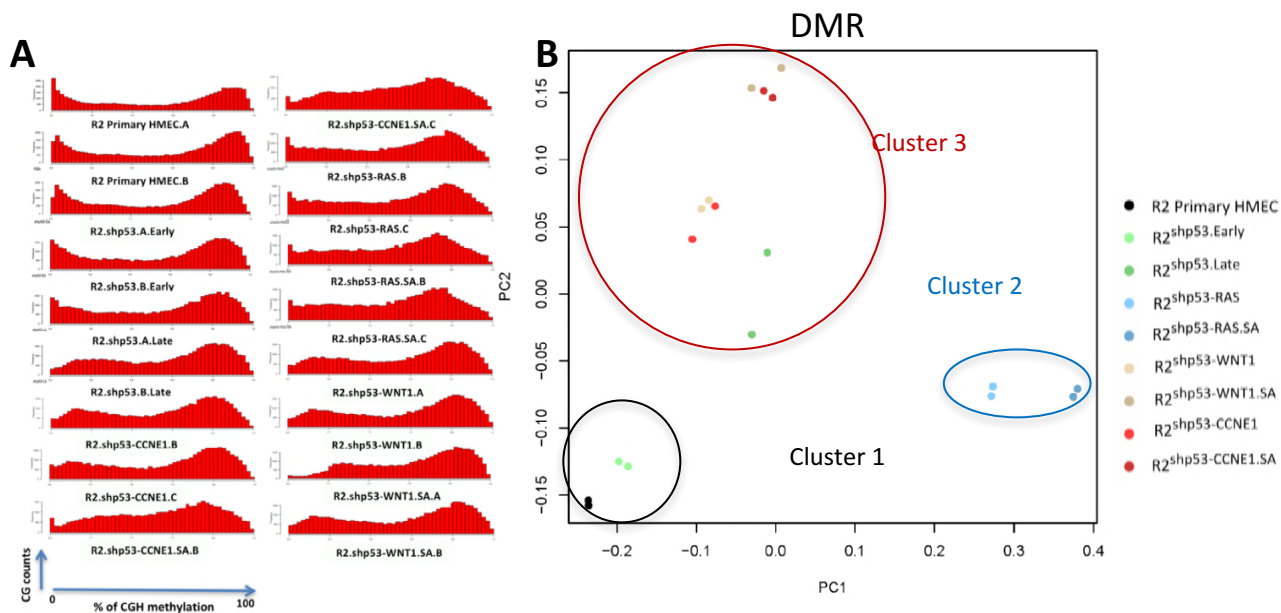 A
R2 Primary HMEC.A
R2 Primary HMEC.B
R2.shp53.A.Early
R2.shp53.B.Early
R2.shp53.A.Late
R2.shp53.B.Late
R2.shp53-CCNE1.B
R2.shp53-CCNE1.C
R2.shp53-CCNE1.SA.B
R2.shp53-CCNE1.SA.C
R2.shp53-RAS.B
R2.shp53-RAS.C
R2.shp53-RAS.SA.B
R2.shp53-RAS.SA.C
R2.shp53-WNT1.A
R2.shp53-WNT1.B
R2.shp53-WNT1.SA.A
R2.shp53-WNT1.SA.B
CG counts
0
% of CGH methylation
100
B
DMR
PC2
0.15
0.10
0.05
0.00
−0.05
−0.10
−0.15
Cluster 3
Cluster 2
Cluster 1
−0.2
−0.1
0.0
0.1
0.2
0.3
0.4
PC1
R2 Primary HMEC
R2shp53.Early
R2shp53.Late
R2shp53-RAS
R2shp53-RAS.SA
R2shp53-WNT1
R2shp53-WNT1.SA
R2shp53-CCNE1
R2shp53-CCNE1.SA